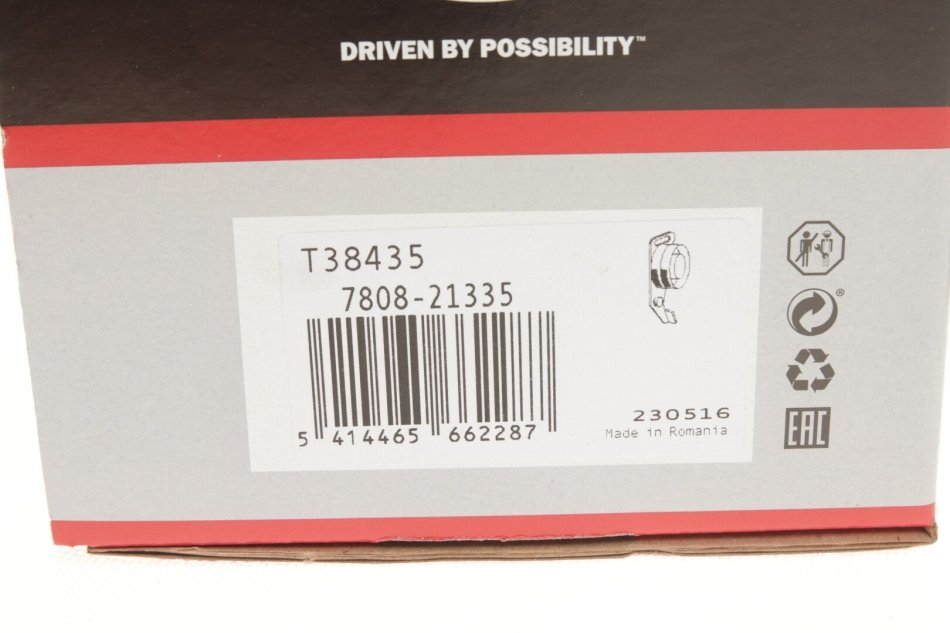 DRIVEN BY POSSIBILITY™
T38435
7808-21335
5 414465 662287
230516
Made in Romania
®
EAC